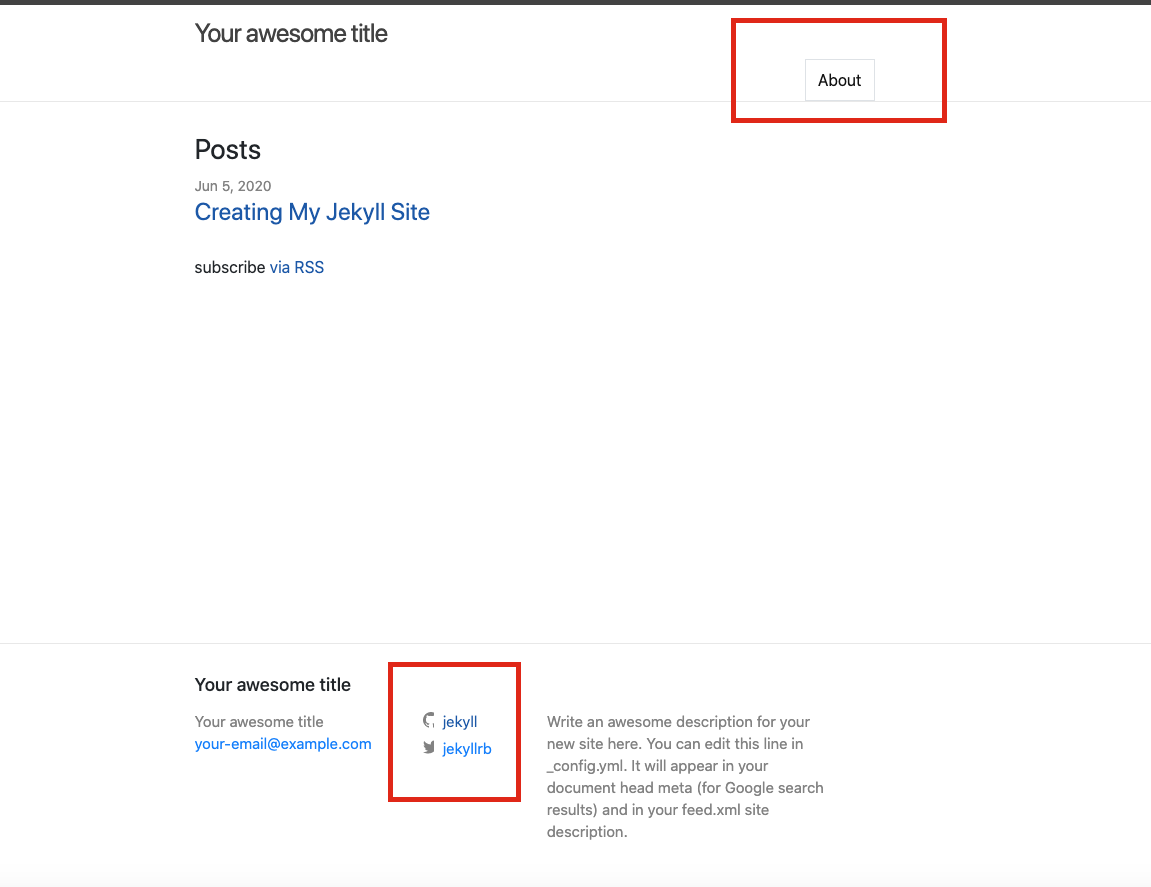 Your awesome title
About
Posts
Jun 5, 2020
Creating My Jekyll Site
subscribe via RSS
Your awesome title
Your awesome title
your-email@example.com
jekyll
jekyllrb
Write an awesome description for your
new site here. You can edit this line in
_config.yml. It will appear in your
document head meta (for Google search
results) and in your feed.xml site
description.